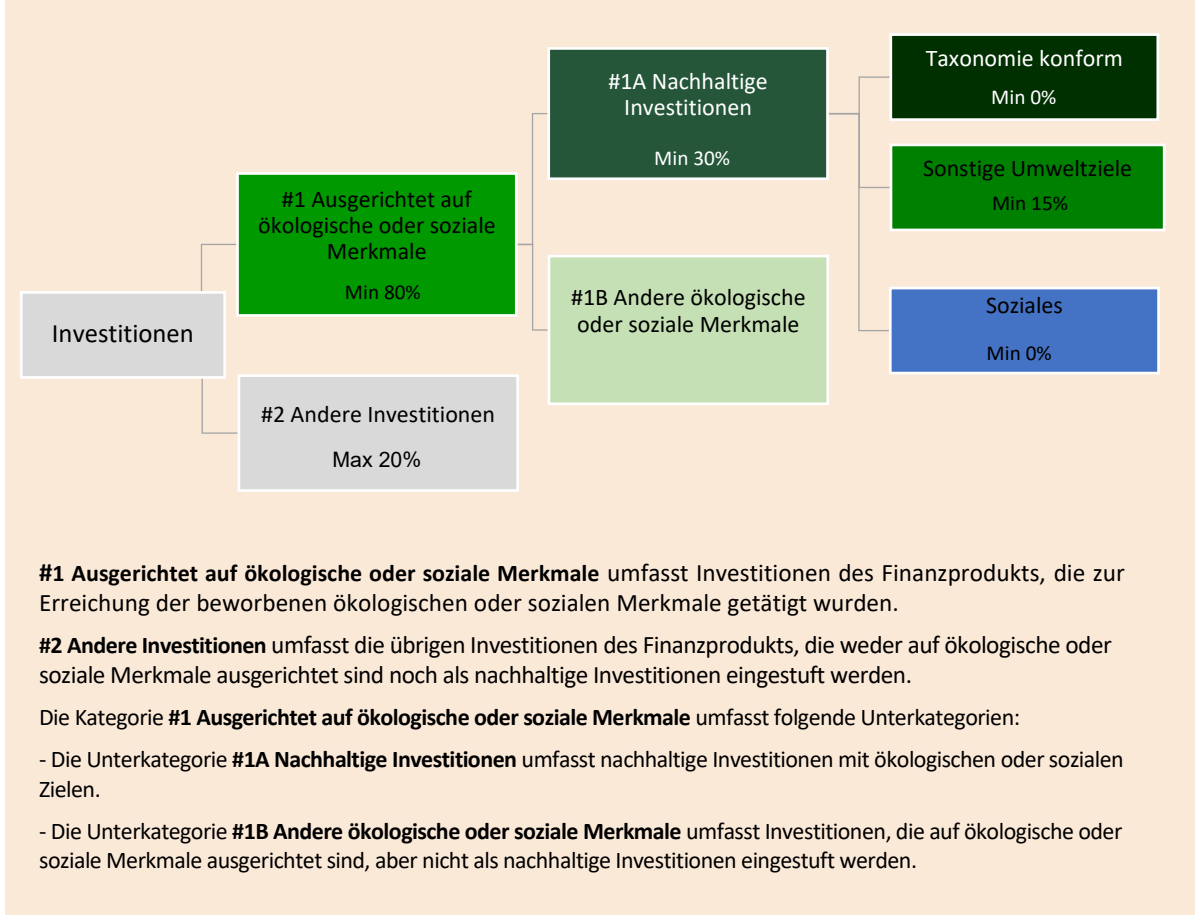 Investitionen
#1 Ausgerichtet auf
ökologische oder soziale
Merkmale
Min 80%
#2 Andere Investitionen
Max 20%
#1A Nachhaltige
Investitionen
Min 30%
#1B Andere ökologische
oder soziale Merkmale
Taxonomie konform
Min 0%
Sonstige Umweltziele
Min 15%
Soziales
Min 0%
#1 Ausgerichtet auf ökologische oder soziale Merkmale umfasst Investitionen des Finanzprodukts, die zur
Erreichung der beworbenen ökologischen oder sozialen Merkmale getätigt wurden.
#2 Andere Investitionen umfasst die übrigen Investitionen des Finanzprodukts, die weder auf ökologische oder
soziale Merkmale ausgerichtet sind noch als nachhaltige Investitionen eingestuft werden.
Die Kategorie #1 Ausgerichtet auf ökologische oder soziale Merkmale umfasst folgende Unterkategorien:
- Die Unterkategorie #1A Nachhaltige Investitionen umfasst nachhaltige Investitionen mit ökologischen oder sozialen
Zielen.
- Die Unterkategorie #1B Andere ökologische oder soziale Merkmale umfasst Investitionen, die auf ökologische oder
soziale Merkmale ausgerichtet sind, aber nicht als nachhaltige Investitionen eingestuft werden.